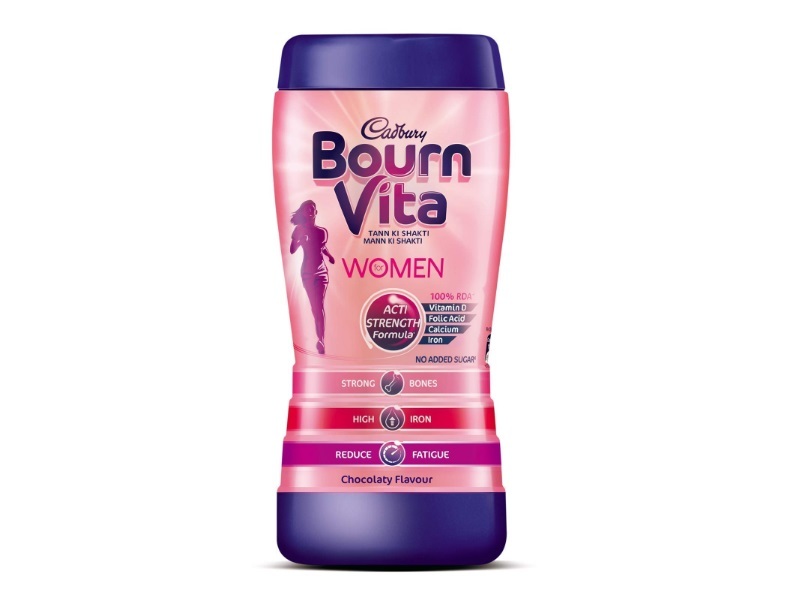 Cadbury
Bourn
Vita
TANN KI SHAKTI
MANN KI SHAKTI
for WOMEN
100% RDA*
ACTI
STRENGTH
Formula
Vitamin D
Folic Acid
Calcium
Iron
NO ADDED SUGAR#
STRONG BONES
HIGH IRON
REDUCE FATIGUE
Chocolaty Flavour